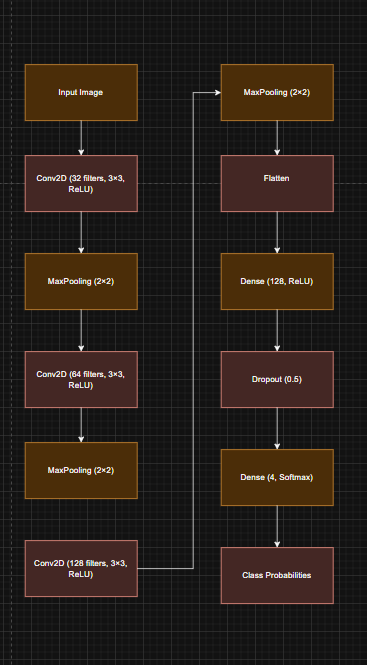 Input Image
Conv2D (32 filters, 3×3,
ReLU)
MaxPooling (2×2)
Conv2D (64 filters, 3×3,
ReLU)
MaxPooling (2×2)
Conv2D (128 filters, 3×3,
ReLU)
MaxPooling (2×2)
Flatten
Dense (128, ReLU)
Dropout (0.5)
Dense (4, Softmax)
Class Probabilities